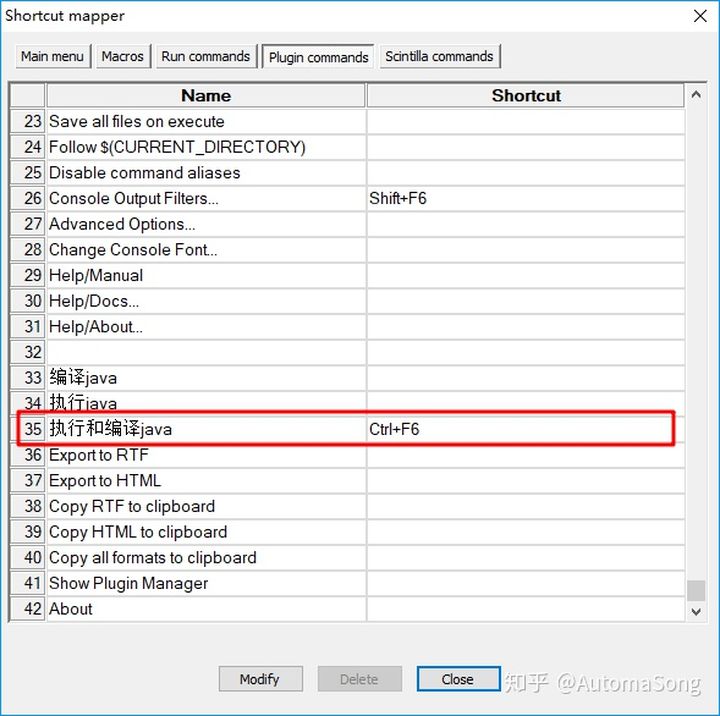 Shortcut mapper
Main menu Macros Run commands Plugin commands Scintilla commands
Name Shortcut
23 Save all files on execute
24 Follow $(CURRENT_DIRECTORY)
25 Disable command aliases
26 Console Output Filters... Shift+F6
27 Advanced Options...
28 Change Console Font...
29 Help/Manual
30 Help/Docs...
31 Help/About...
32
33 编译java
34 执行java
35 执行和编译java Ctrl+F6
36 Export to RTF
37 Export to HTML
38 Copy RTF to clipboard
39 Copy HTML to clipboard
40 Copy all formats to clipboard
41 Show Plugin Manager
42 About
Modify Delete Close
知乎 @AutomaSong